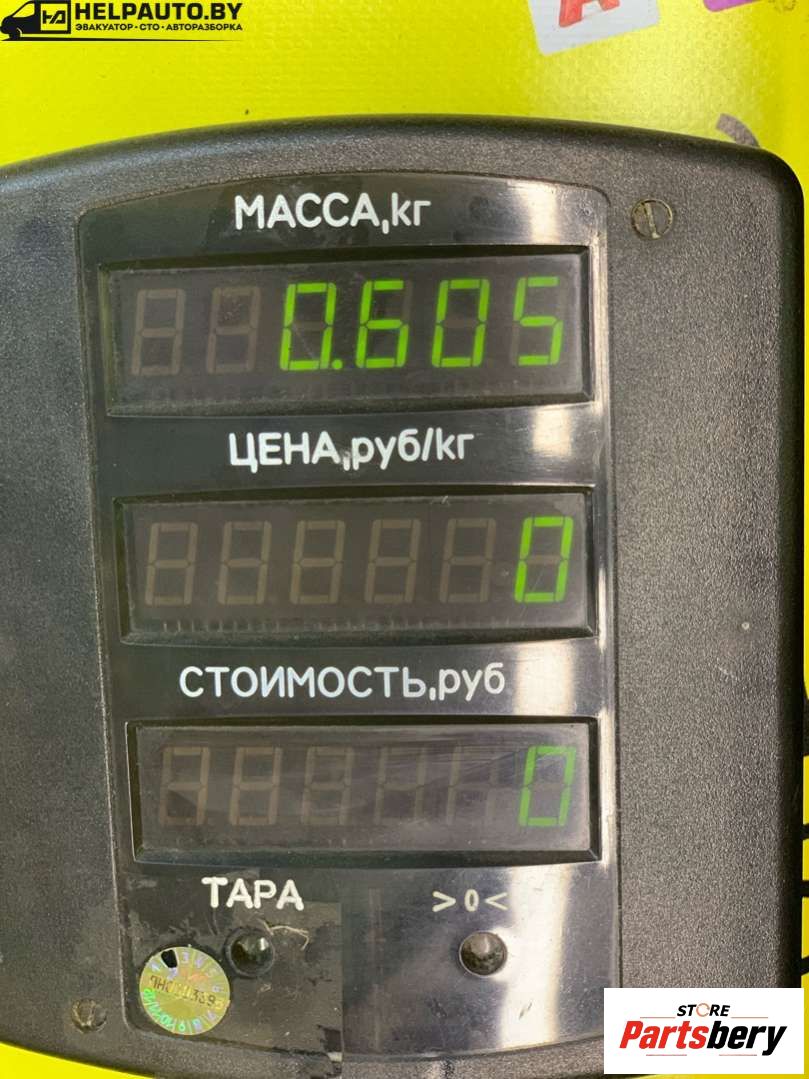 HELPAUTO.BY
ЭВАКУАТОР•СТО•АВТОРАЗБОРКА
МАССА,кг
0.605
ЦЕНА,руб/кг
0
СТОИМОСТЬ,руб
0
ТАРА
>0<
STORE
Partsbery